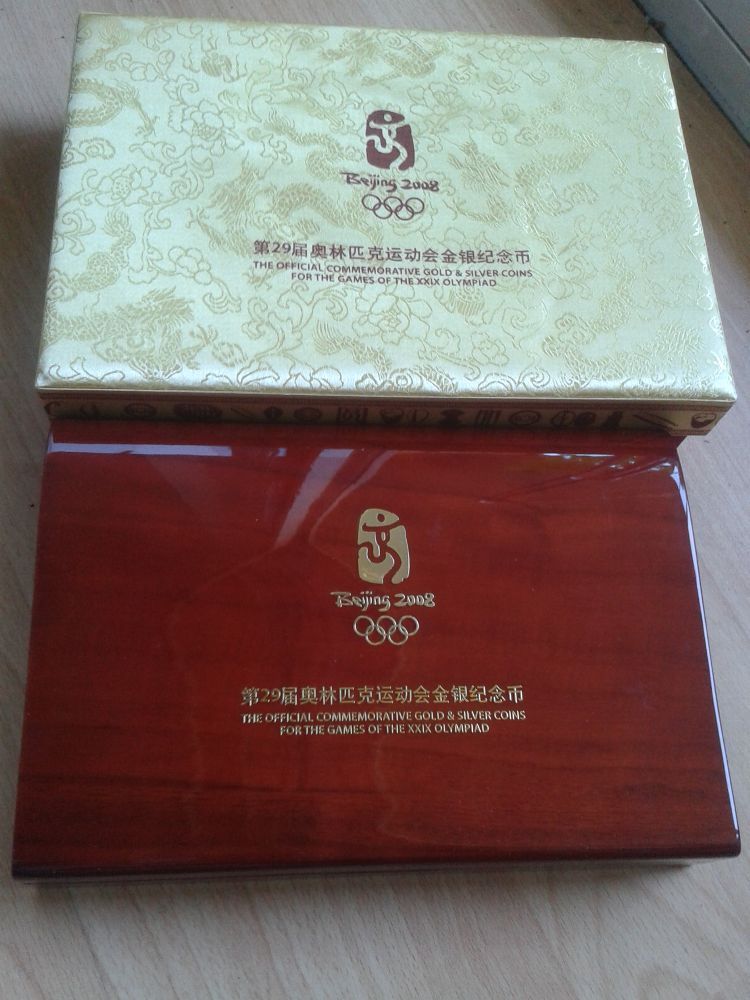 Beijing 2008
第29届奥林匹克运动会金银纪念币
THE OFFICIAL COMMEMORATIVE GOLD & SILVER COINS
FOR THE GAMES OF THE XXIX OLYMPIAD
Beijing 2008
第29届奥林匹克运动会金银纪念币
THE OFFICIAL COMMEMORATIVE GOLD & SILVER COINS
FOR THE GAMES OF THE XXIX OLYMPIAD